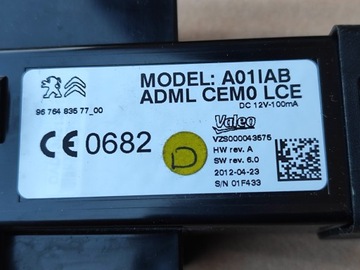 MODEL: A01IAB
ADML CEM0 LCE
DC 12V-100mA
96 764 835 77_00
CE 0682
D
Valeo
VZS000043575
HW rev. A
SW rev. 6.0
2012-04-23
S/N 01F433